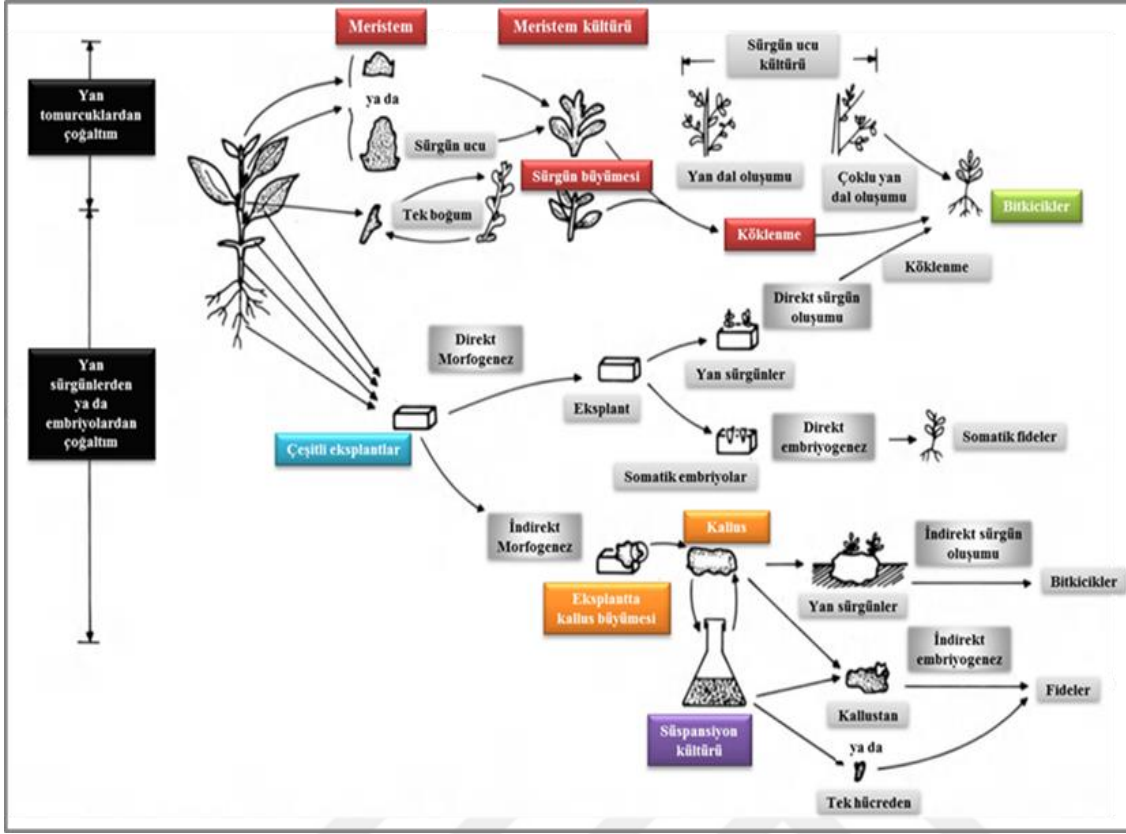 Meristem
Meristem kültürü
Sürgün ucu
kültürü
Yan
tomurcuklardan
çoğaltım
ya da
Sürgün ucu
Sürgün büyümesi
Yan dal oluşumu
Çoklu yan
dal oluşumu
Bitkicikler
Tek boğum
Köklenme
Köklenme
Direkt sürgün
oluşumu
Direkt
Morfogenez
Yan
sürgünlerden
ya da
embriyolardan
çoğaltım
Yan sürgünler
Eksplant
Çeşitli eksplantlar
Direkt
embriyogenez
Somatik fideler
Somatik embriyolar
İndirekt
Morfogenez
Kallus
İndirekt sürgün
oluşumu
Bitkicikler
Eksplantta
kallus büyümesi
Yan sürgünler
İndirekt
embriyogenez
Fideler
Kallustan
Süspansiyon
kültürü
ya da
Tek hücreden